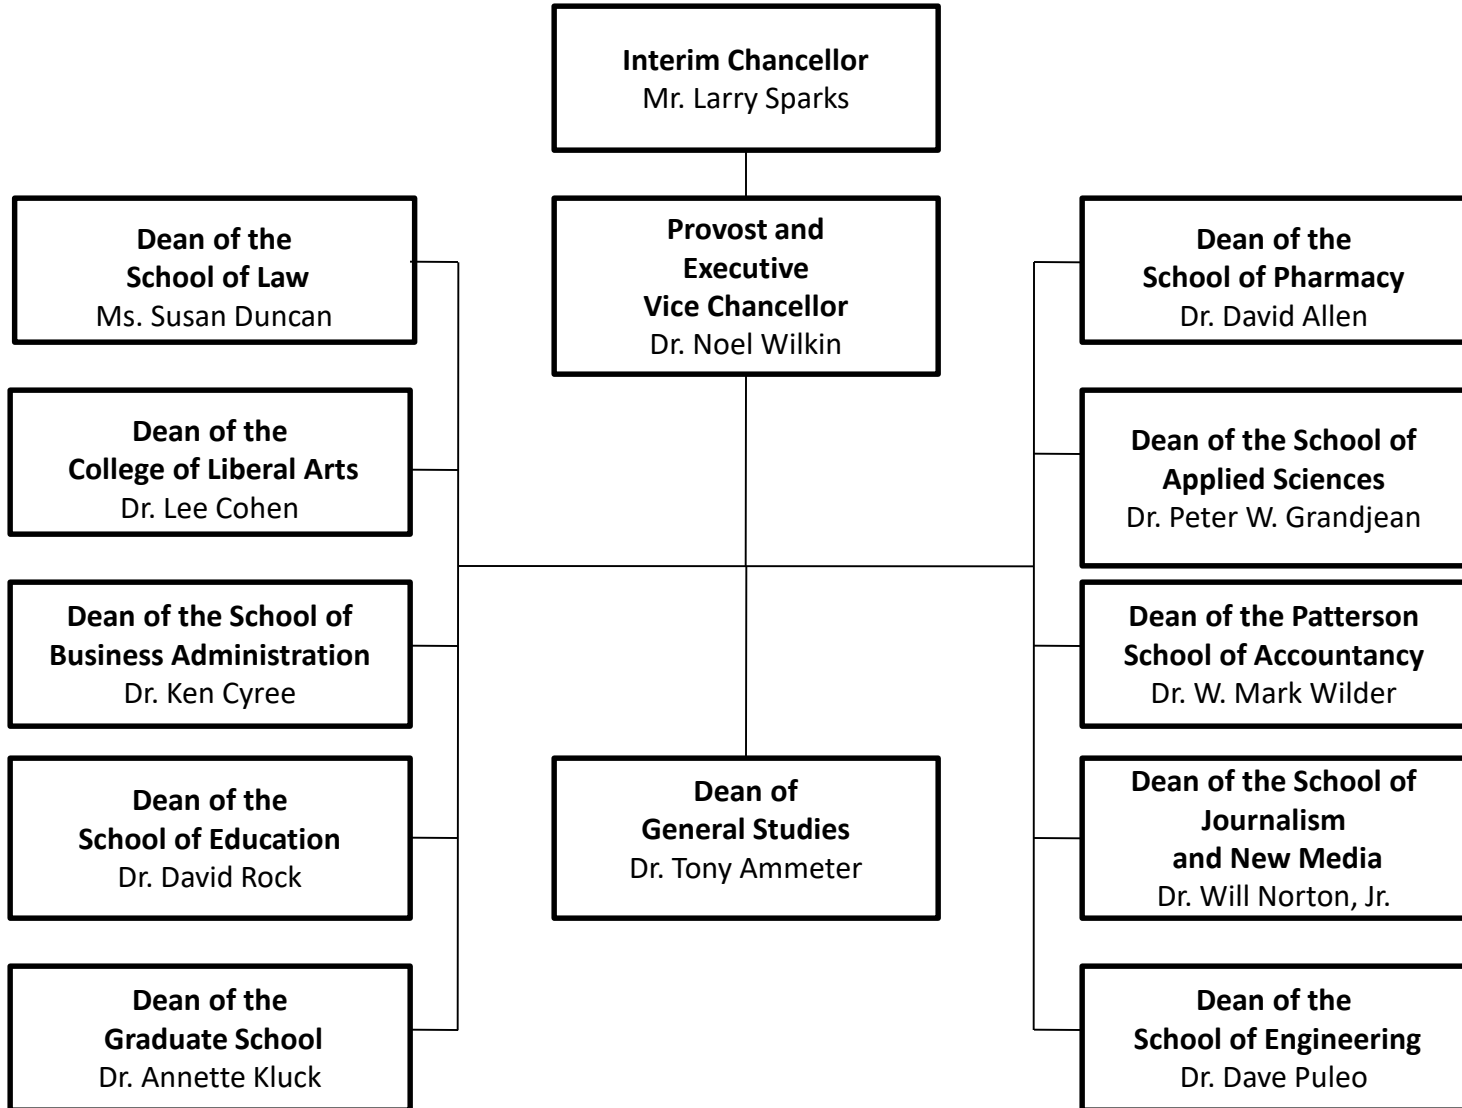 Interim Chancellor
Mr. Larry Sparks
Provost and
Executive
Vice Chancellor
Dr. Noel Wilkin
Dean of the
School of Law
Ms. Susan Duncan
Dean of the
College of Liberal Arts
Dr. Lee Cohen
Dean of the School of
Business Administration
Dr. Ken Cyree
Dean of the
School of Education
Dr. David Rock
Dean of the
Graduate School
Dr. Annette Kluck
Dean of
General Studies
Dr. Tony Ammeter
Dean of the
School of Pharmacy
Dr. David Allen
Dean of the School of
Applied Sciences
Dr. Peter W. Grandjean
Dean of the Patterson
School of Accountancy
Dr. W. Mark Wilder
Dean of the School of
Journalism
and New Media
Dr. Will Norton, Jr.
Dean of the
School of Engineering
Dr. Dave Puleo